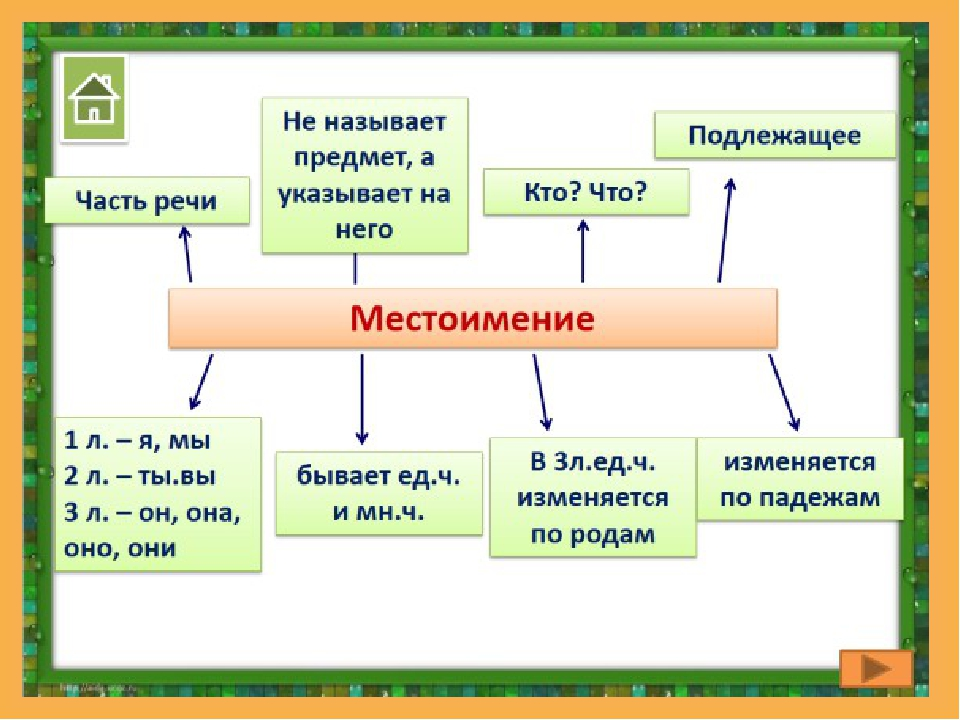 Не называет
предмет, а
указывает на
него
Подлежащее
Часть речи
Кто? Что?
Местоимение
1 л. – я, мы
2 л. – ты.вы
3 л. – он, она,
оно, они
бывает ед.ч.
и мн.ч.
В 3л.ед.ч.
изменяется
по родам
изменяется
по падежам